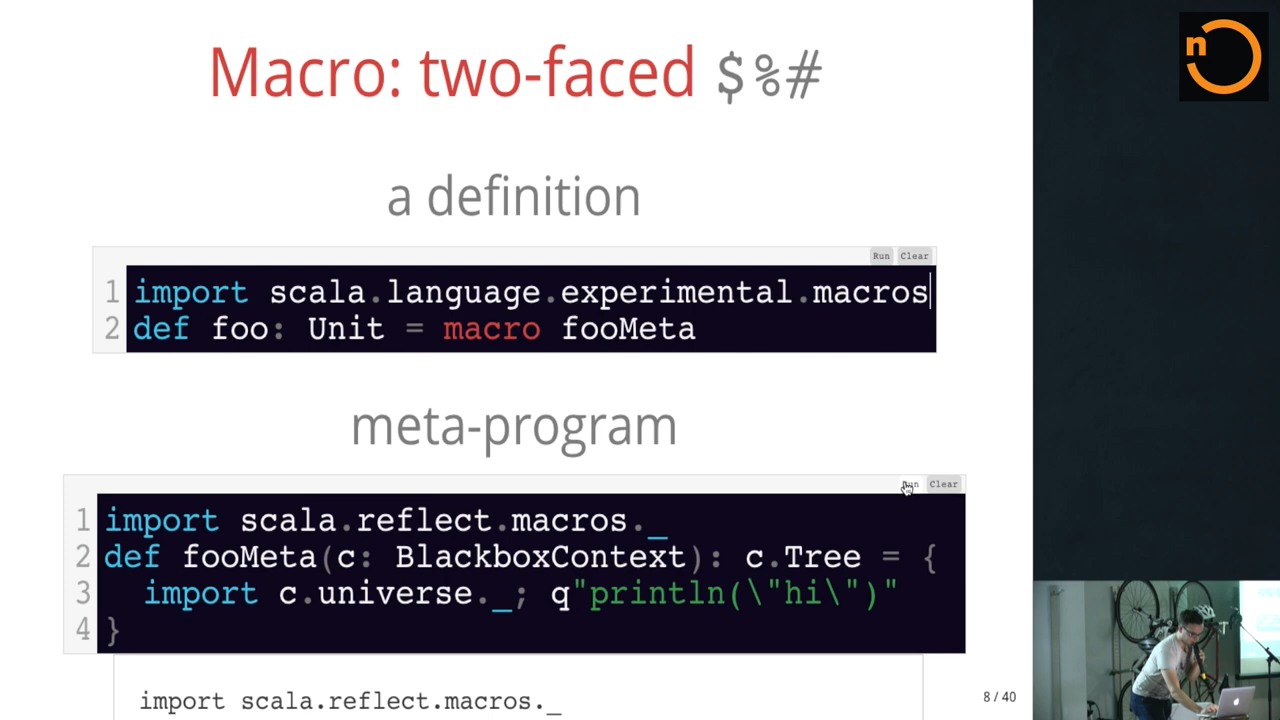 Macro: two-faced $%#
a definition
Run Clear
1 import scala.language.experimental.macros
2 def foo: Unit = macro fooMeta
meta-program
Run Clear
1 import scala.reflect.macros._
2 def fooMeta(c: BlackboxContext): c.Tree = {
3 import c.universe._; q"println(\"hi\")"
4 }
import scala.reflect.macros._
8 / 40
n